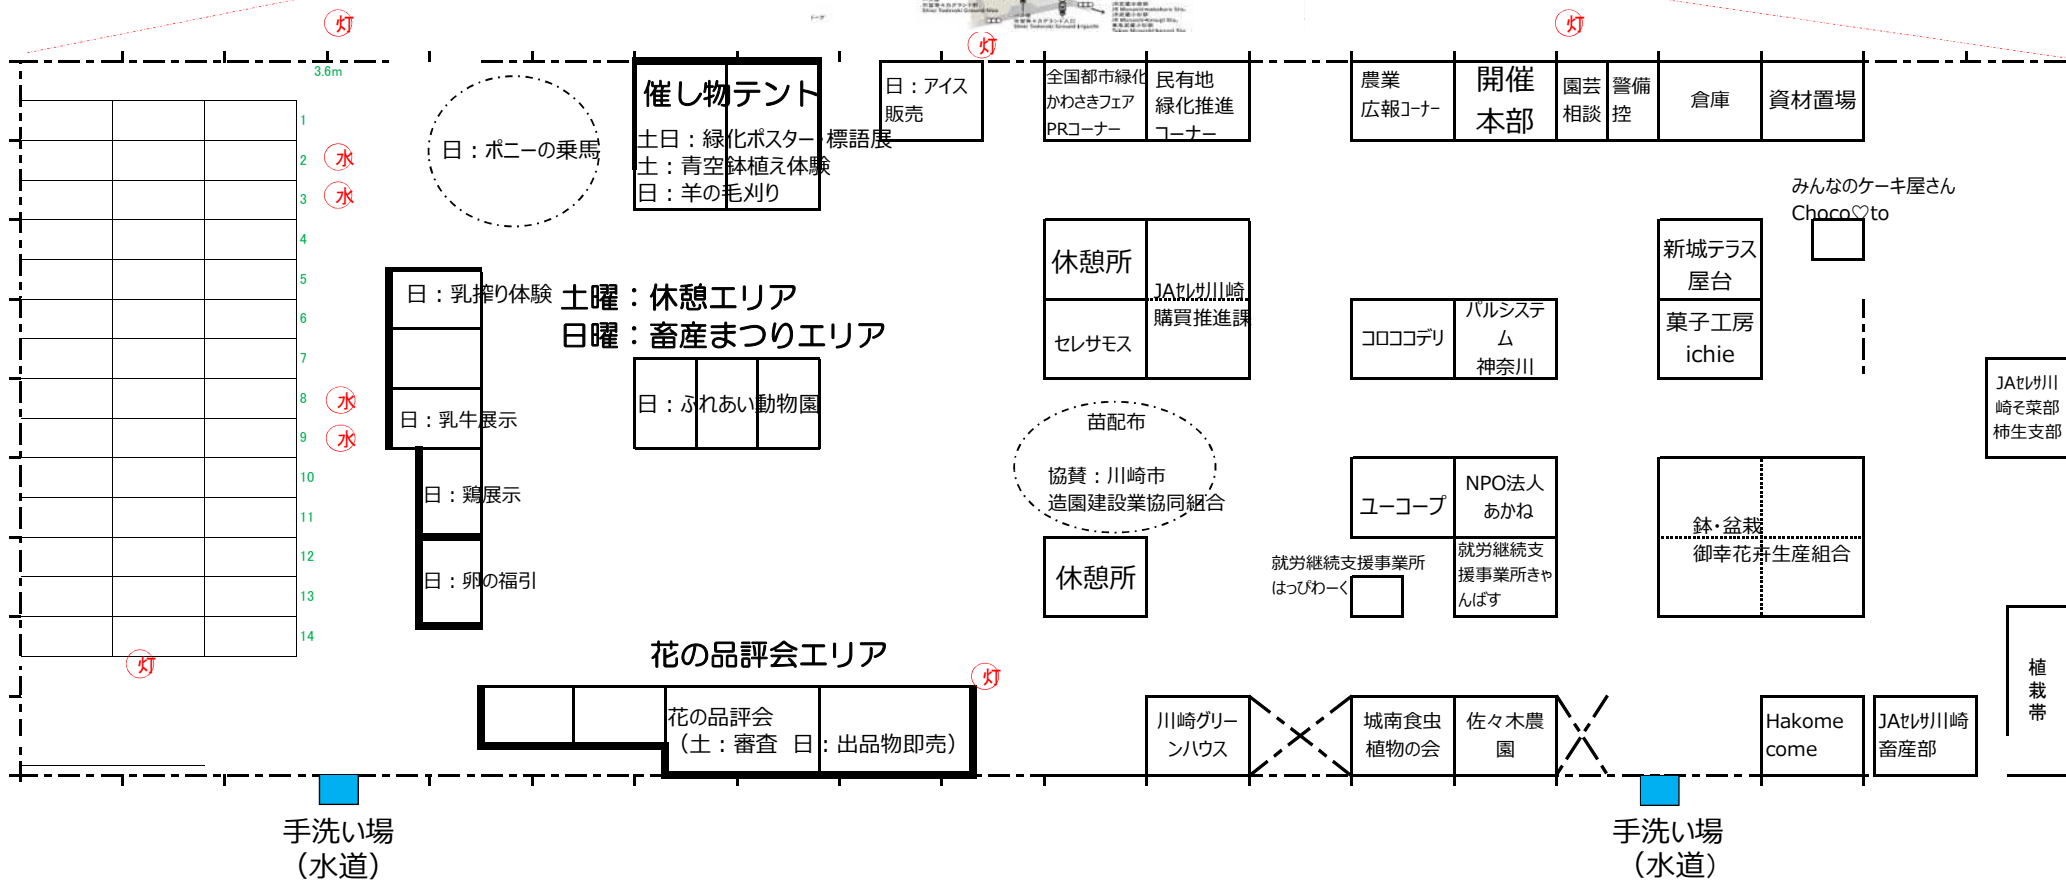 灯
灯
灯
3.6m
1
2
3
4
5
6
7
8
9
10
11
12
13
14
水
水
水
水
灯
日：ポニーの乗馬
催し物テント
土日：緑化ポスター・標語展
土：青空鉢植え体験
日：羊の毛刈り
日：アイス
販売
全国都市緑化
かわさきフェア
PRコーナー
民有地
緑化推進
コーナー
農業
広報ｺｰﾅｰ
開催
本部
園芸
相談
警備
控
倉庫
資材置場
みんなのケーキ屋さん
Choco♡to
日：乳搾り体験
土曜：休憩エリア
日曜：畜産まつりエリア
日：乳牛展示
日：ふれあい動物園
日：鶏展示
日：卵の福引
休憩所
JAｾﾚｻ川崎
購買推進課
セレサモス
コロココデリ
パルシステ
ム
神奈川
新城テラス
屋台
菓子工房
ichie
JAｾﾚｻ川
崎そ菜部
柿生支部
苗配布
協賛：川崎市
造園建設業協同組合
ユーコープ
NPO法人
あかね
鉢・盆栽
御幸花卉生産組合
休憩所
就労継続支援事業所
はっぴわーく
就労継続支
援事業所きゃ
んばす
花の品評会エリア
灯
花の品評会
（土：審査 日：出品物即売）
川崎グリー
ンハウス
城南食虫
植物の会
佐々木農
園
Hakome
come
JAｾﾚｻ川崎
畜産部
植
栽
帯
手洗い場
（水道）
手洗い場
（水道）